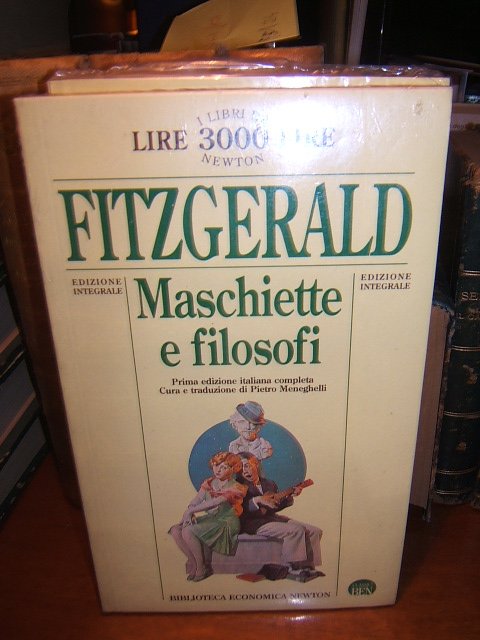 I LIBRI
LIRE 3000 LIRE
NEWTON
FITZGERALD
EDIZIONE
INTEGRALE
EDIZIONE
INTEGRALE
Maschiette
e filosofi
Prima edizione italiana completa
Cura e traduzione di Pietro Meneghelli
BIBLIOTECA ECONOMICA NEWTON
BEN
SE